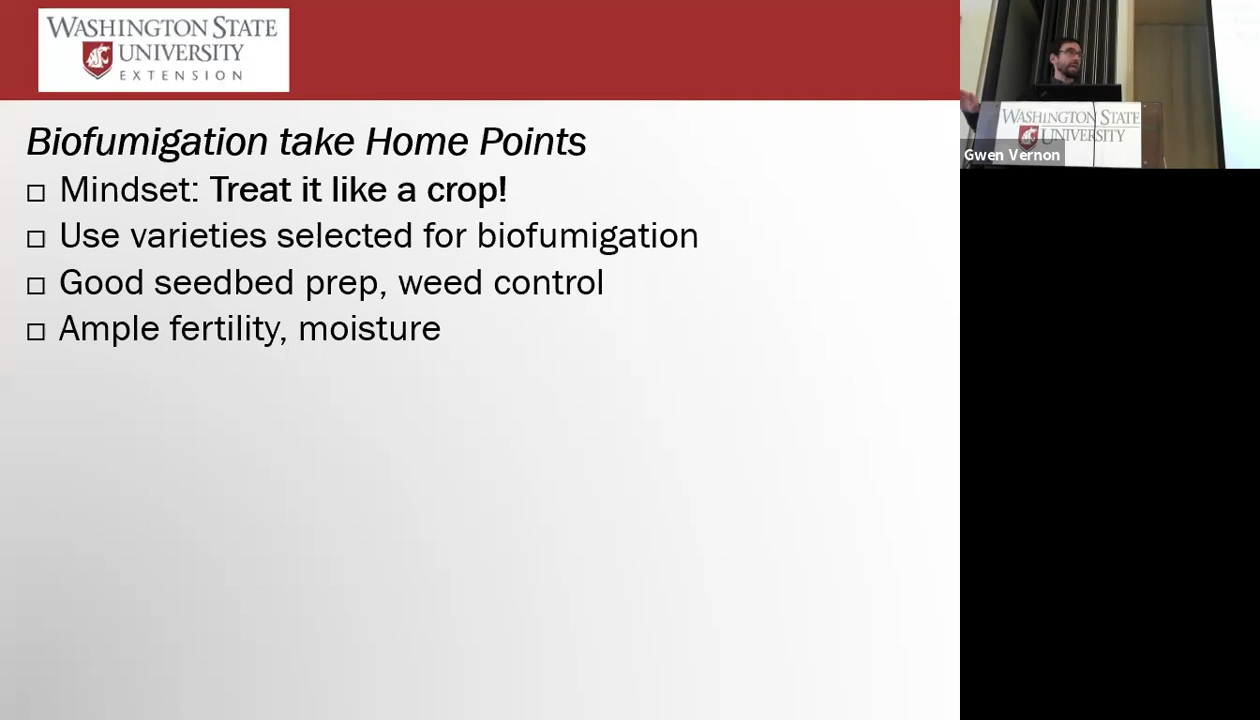 WASHINGTON STATE
UNIVERSITY
EXTENSION
Biofumigation take Home Points
□ Mindset: Treat it like a crop!
□ Use varieties selected for biofumigation
□ Good seedbed prep, weed control
□ Ample fertility, moisture
WASHINGTON STATE
UNIVERSITY
Gwen Vernon